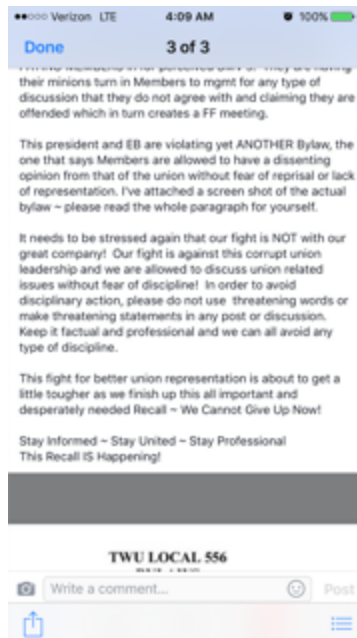 Verizon LTE 4:09 AM 100%
Done 3 of 3
their minions turn in Members to mgmt for any type of
discussion that they do not agree with and claiming they are
offended which in turn creates a FF meeting.
This president and EB are violating yet ANOTHER Bylaw, the
one that says Members are allowed to have a dissenting
opinion from that of the union without fear of reprisal or lack
of representation. I've attached a screen shot of the actual
bylaw ~ please read the whole paragraph for yourself.
It needs to be stressed again that our fight is NOT with our
great company! Our fight is against this corrupt union
leadership and we are allowed to discuss union related
issues without fear of discipline! In order to avoid
disciplinary action, please do not use threatening words or
make threatening statements in any post or discussion.
Keep it factual and professional and we can all avoid any
type of discipline.
This fight for better union representation is about to get a
little tougher as we finish up this all important and
desperately needed Recall ~ We Cannot Give Up Now!
Stay Informed ~ Stay United ~ Stay Professional
This Recall IS Happening!
TWU LOCAL 556
Write a comment... Post